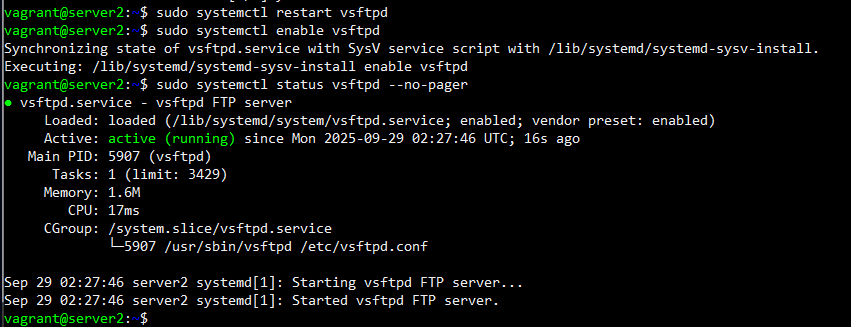 vagrant@server2:~$ sudo systemctl restart vsftpd
vagrant@server2:~$ sudo systemctl enable vsftpd
Synchronizing state of vsftpd.service with SysV service script with /lib/systemd/systemd-sysv-install.
Executing: /lib/systemd/systemd-sysv-install enable vsftpd
vagrant@server2:~$ sudo systemctl status vsftpd --no-pager
● vsftpd.service - vsftpd FTP server
     Loaded: loaded (/lib/systemd/system/vsftpd.service; enabled; vendor preset: enabled)
     Active: active (running) since Mon 2025-09-29 02:27:46 UTC; 16s ago
   Main PID: 5907 (vsftpd)
      Tasks: 1 (limit: 3429)
     Memory: 1.6M
        CPU: 17ms
     CGroup: /system.slice/vsftpd.service
             └─5907 /usr/sbin/vsftpd /etc/vsftpd.conf
Sep 29 02:27:46 server2 systemd[1]: Starting vsftpd FTP server...
Sep 29 02:27:46 server2 systemd[1]: Started vsftpd FTP server.
vagrant@server2:~$